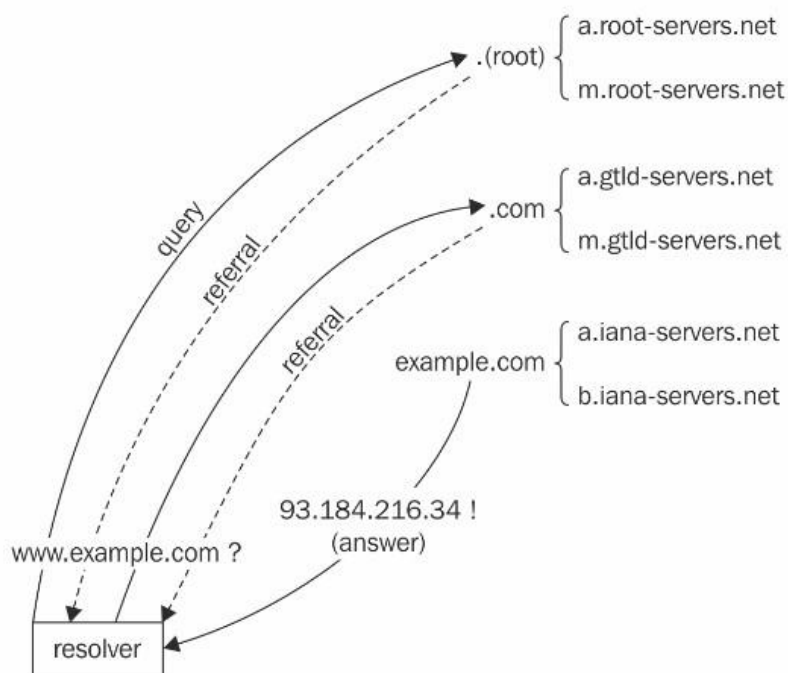 a.root-servers.net
.(root)
m.root-servers.net
query
referral
a.gtld-servers.net
.com
m.gtld-servers.net
referral
a.iana-servers.net
example.com
b.iana-servers.net
93.184.216.34 !
(answer)
www.example.com ?
resolver